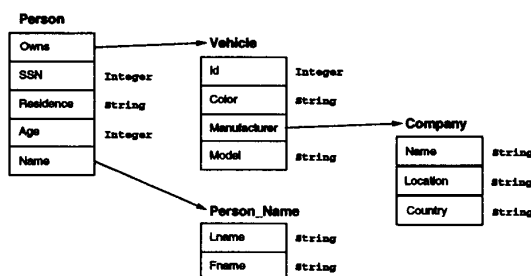 Person
Owns
SSN Integer
Residence String
Age Integer
Name
Vehicle
Id Integer
Color String
Manufacturer
Model String
Company
Name String
Location String
Country String
Person_Name
Lname String
Fname String